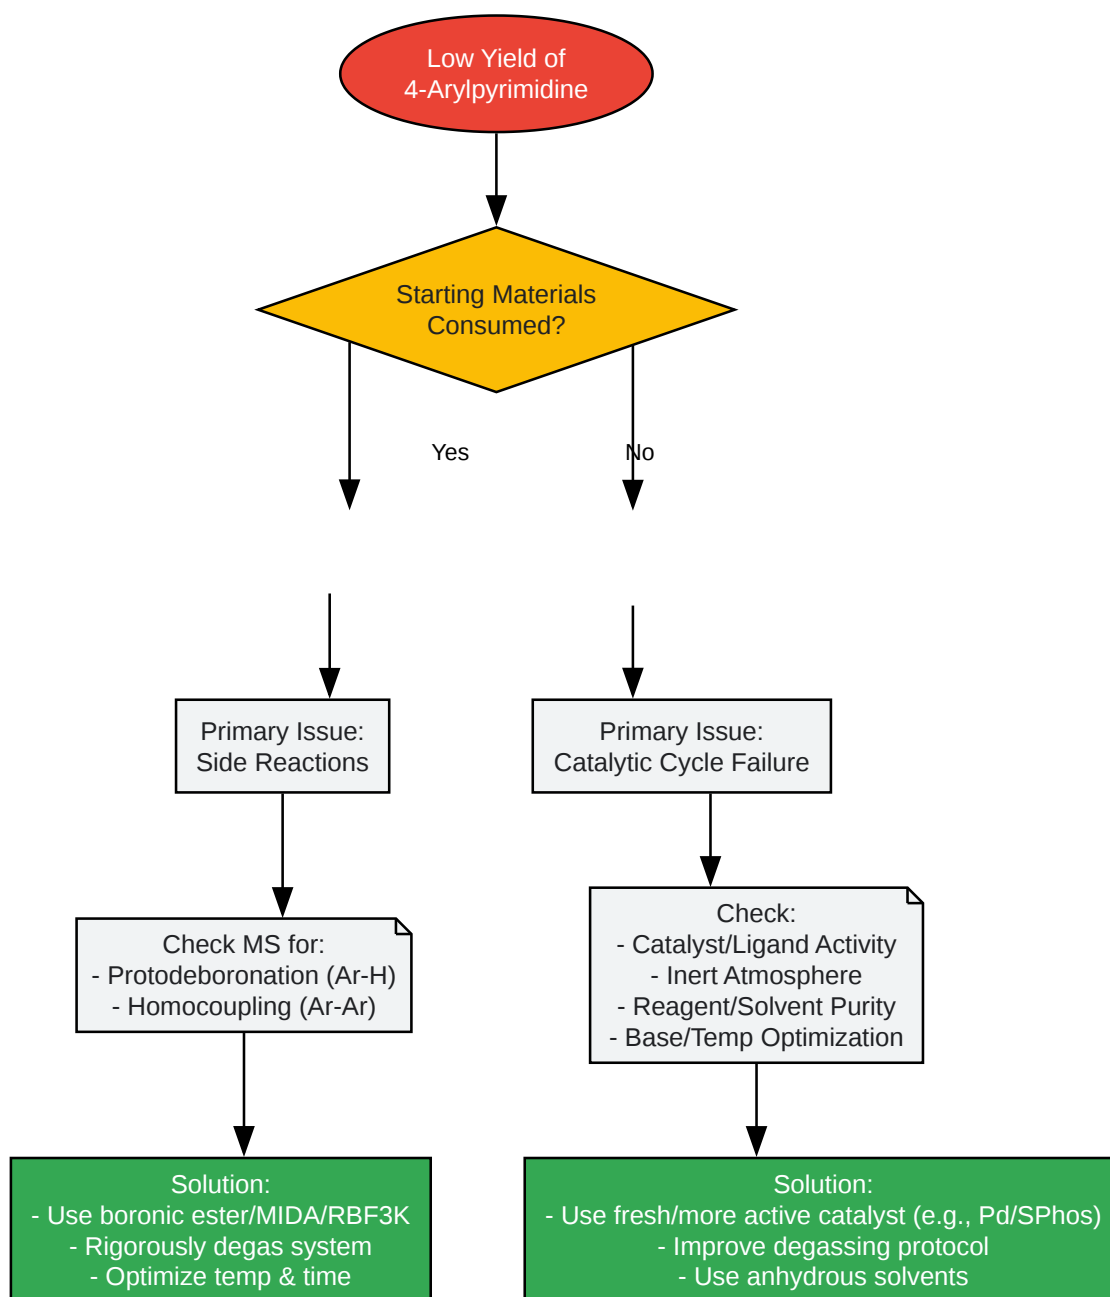 Low Yield of
4-Arylpyrimidine
Starting Materials
Consumed?
Yes
No
Primary Issue:
Side Reactions
Primary Issue:
Catalytic Cycle Failure
Check MS for:
- Protodeboronation (Ar-H)
- Homocoupling (Ar-Ar)
Check:
- Catalyst/Ligand Activity
- Inert Atmosphere
- Reagent/Solvent Purity
- Base/Temp Optimization
Solution:
- Use boronic ester/MIDA/RBF3K
- Rigorously degas system
- Optimize temp & time
Solution:
- Use fresh/more active catalyst (e.g., Pd/SPhos)
- Improve degassing protocol
- Use anhydrous solvents